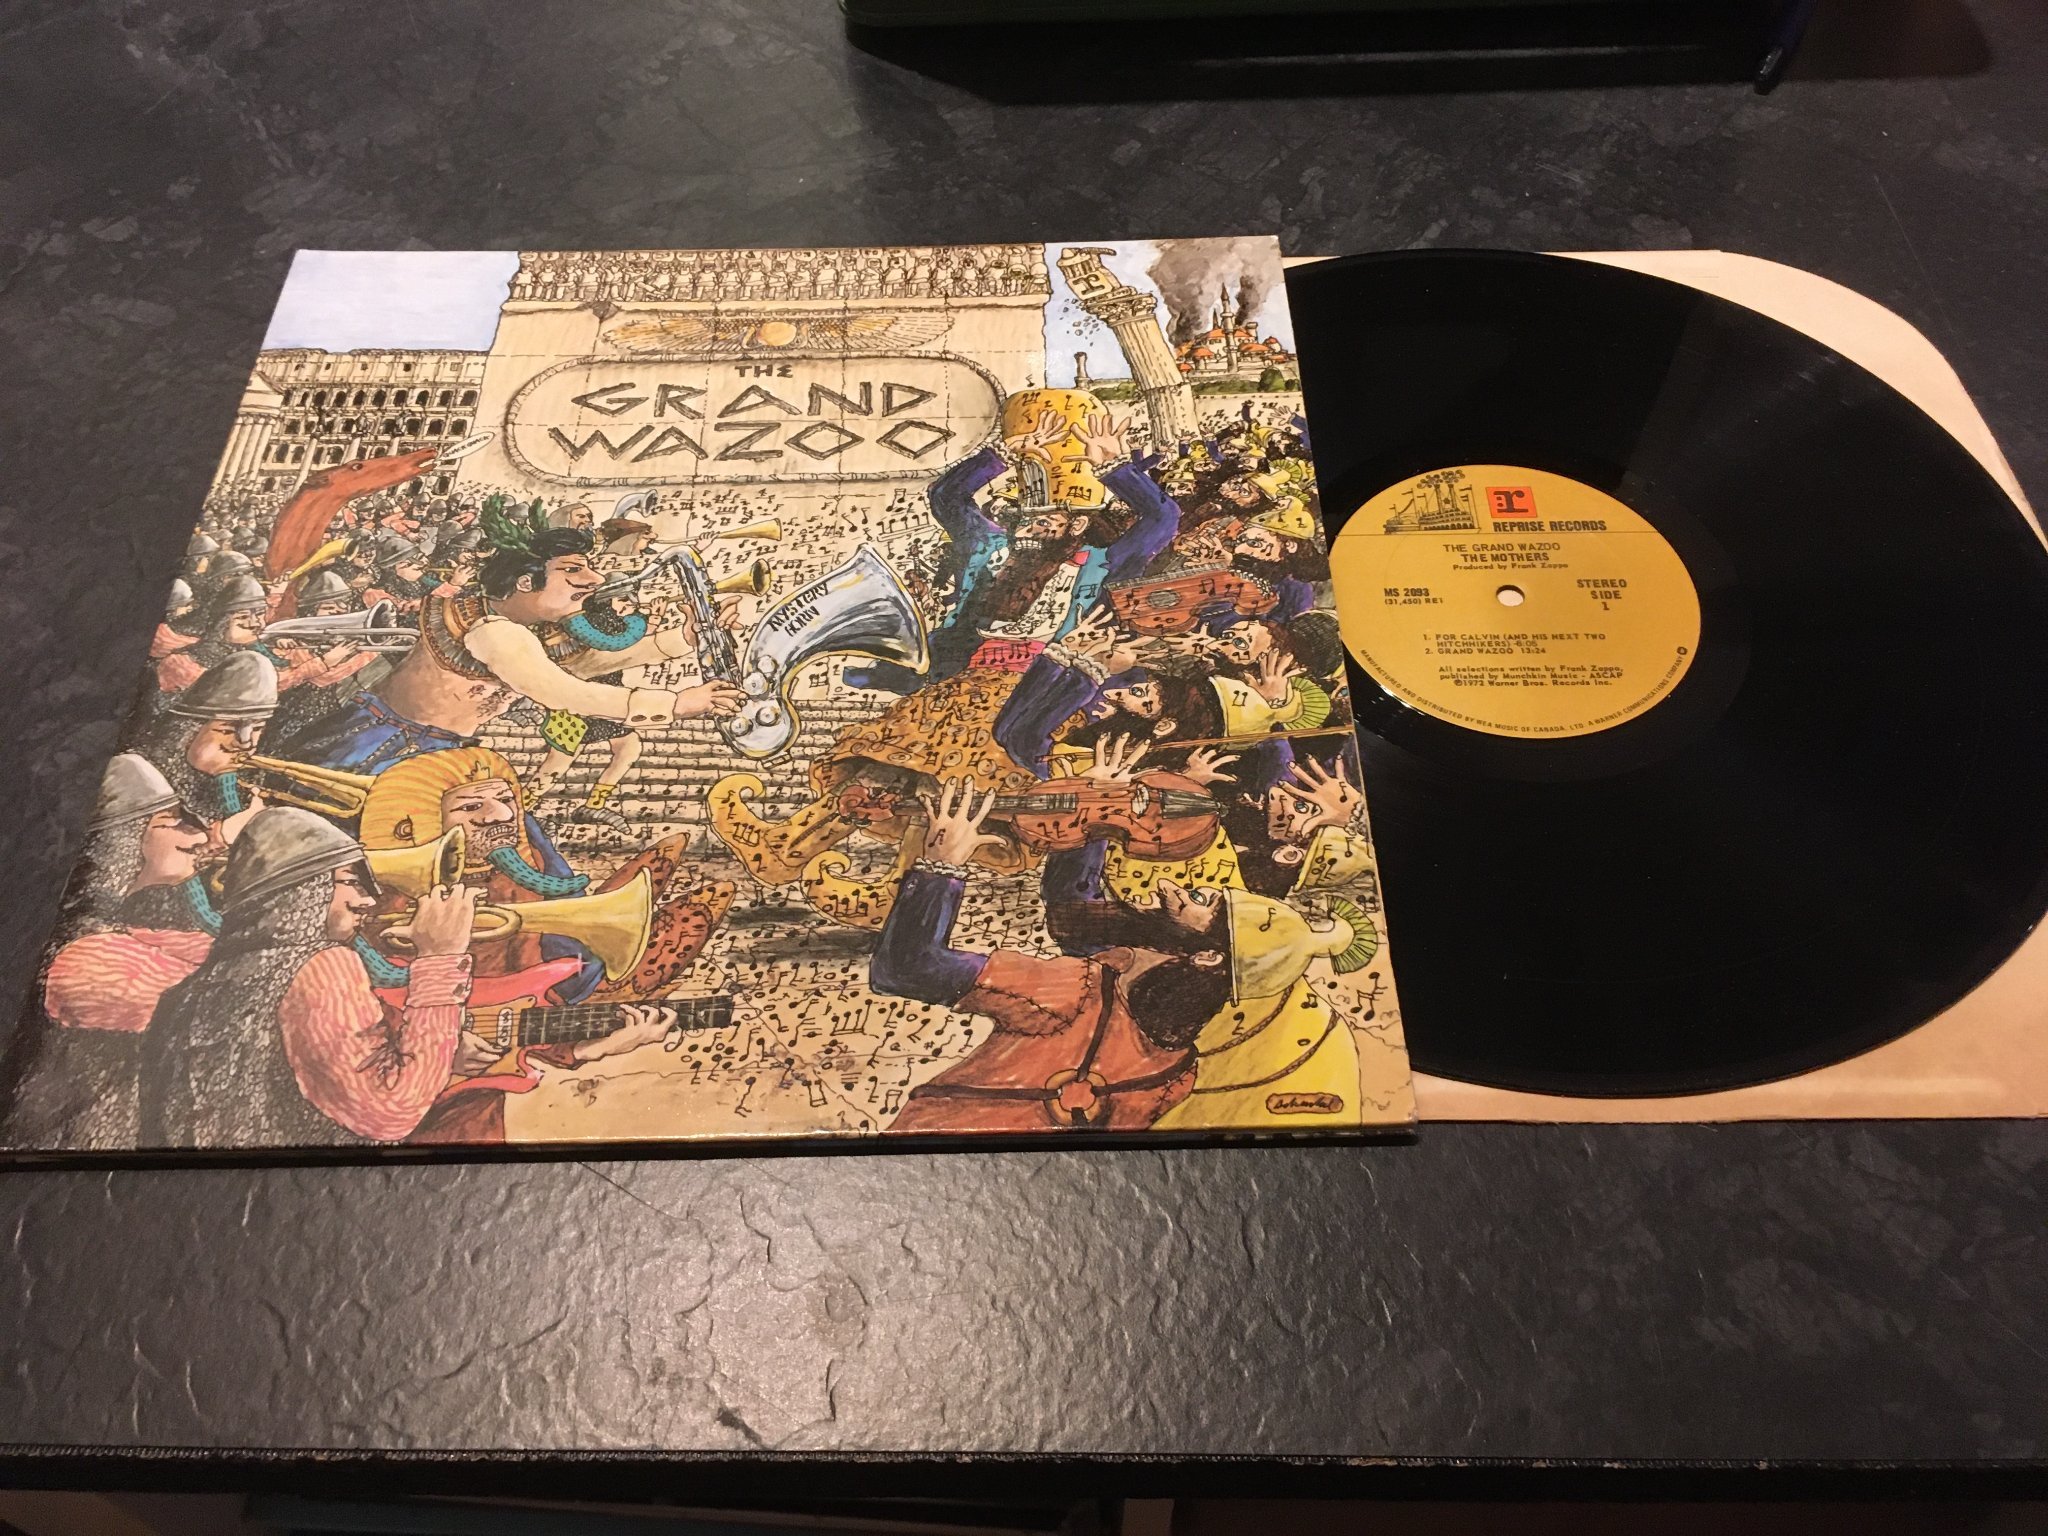 THE
GRAND
WAZOO
MYSTERY
HORN
r
REPRISE RECORDS
THE GRAND WAZOO
THE MOTHERS
Produced by Frank Zappa
MS 2093
(31,450) RE1
STEREO
SIDE
1
1. FOR CALVIN (AND HIS NEXT TWO
HITCHHIKERS) -6:05
2. GRAND WAZOO 13:24
All selections written by Frank Zappa,
published by Munchkin Music - ASCAP
℗1972 Warner Bros. Records Inc.
MANUFACTURED AND DISTRIBUTED BY WEA MUSIC OF CANADA, LTD. A WARNER COMMUNICATIONS COMPANY